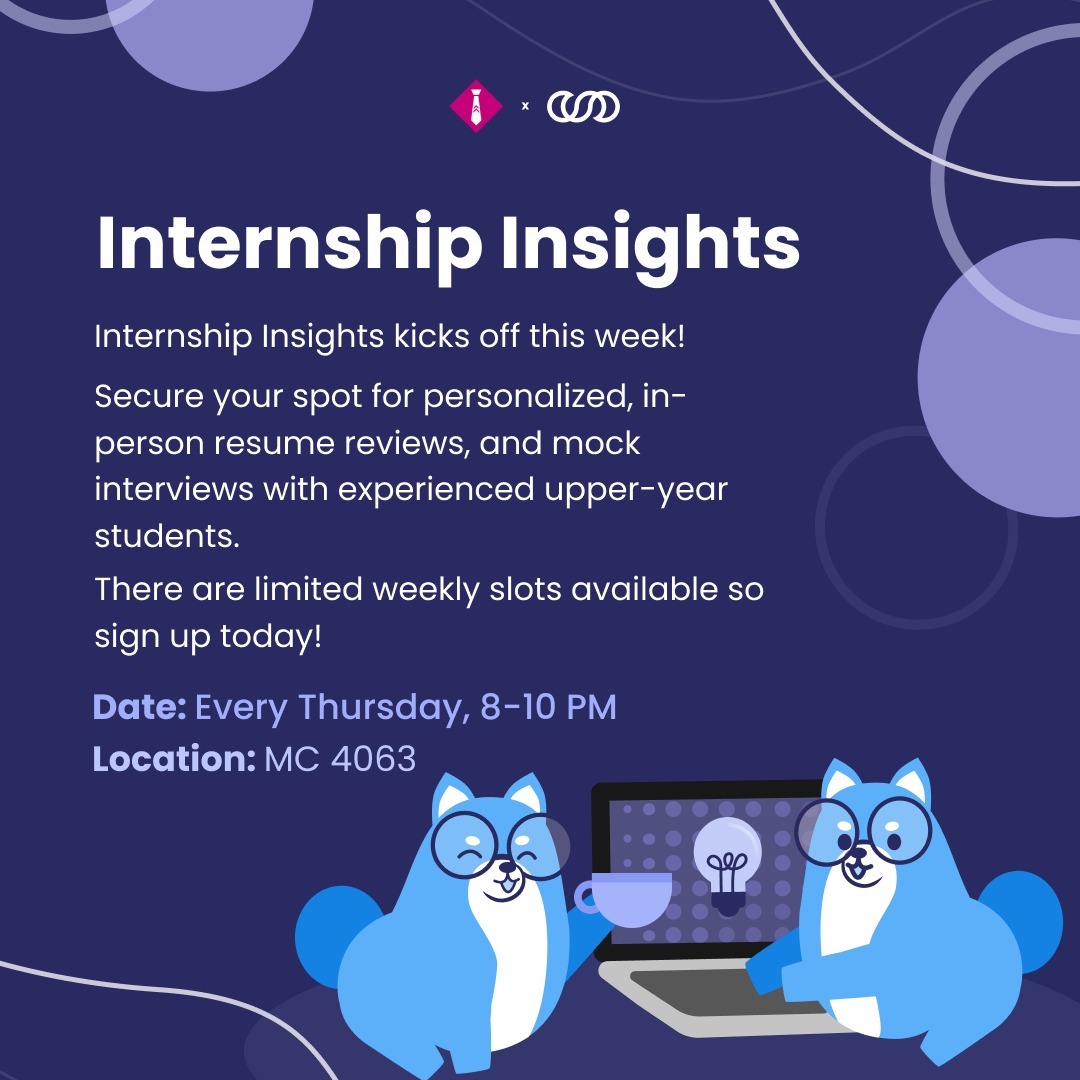 x
Internship Insights
Internship Insights kicks off this week!
Secure your spot for personalized, in-
person resume reviews, and mock
interviews with experienced upper-year
students.
There are limited weekly slots available so
sign up today!
Date: Every Thursday, 8-10 PM
Location: MC 4063